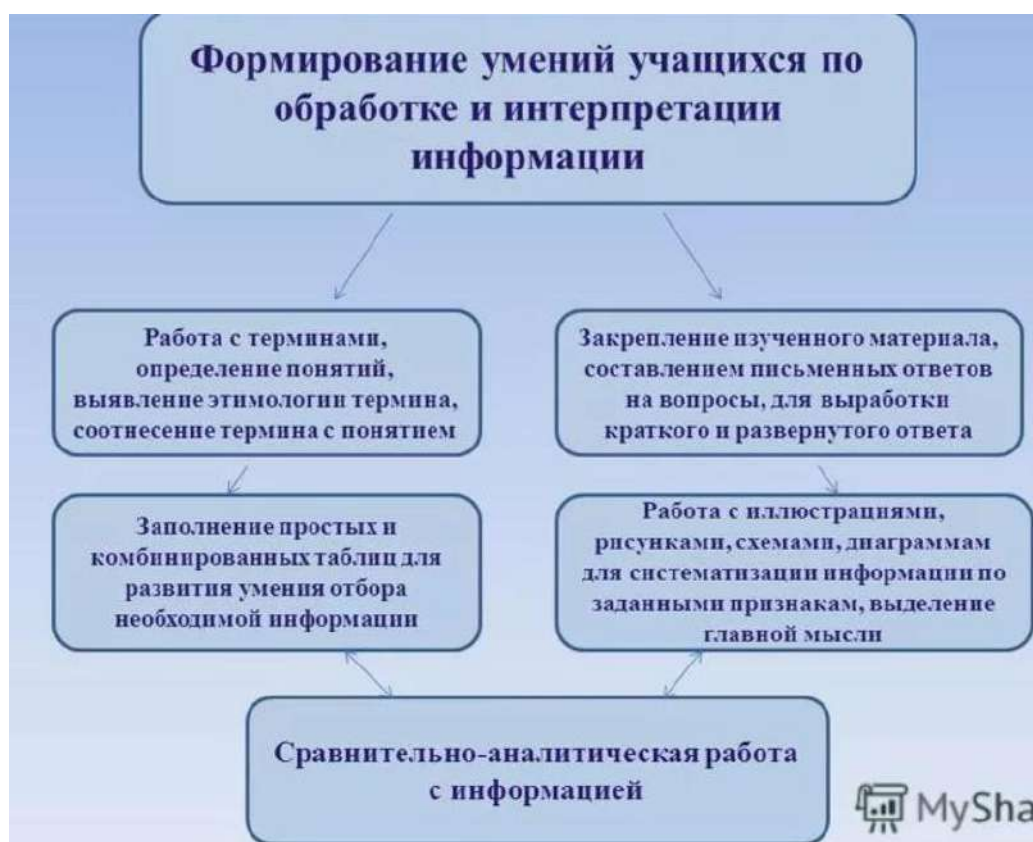 Формирование умений учащихся по
обработке и интерпретации
информации
Работа с терминами,
определение понятий,
выявление этимологии термина,
соотнесение термина с понятием
Закрепление изученного материала,
составлением письменных ответов
на вопросы, для выработки
краткого и развернутого ответа
Заполнение простых и
комбинированных таблиц для
развития умения отбора
необходимой информации
Работа с иллюстрациями,
рисунками, схемами, диаграммам
для систематизации информации по
заданными признакам, выделение
главной мысли
Сравнительно-аналитическая работа
с информацией
MySha